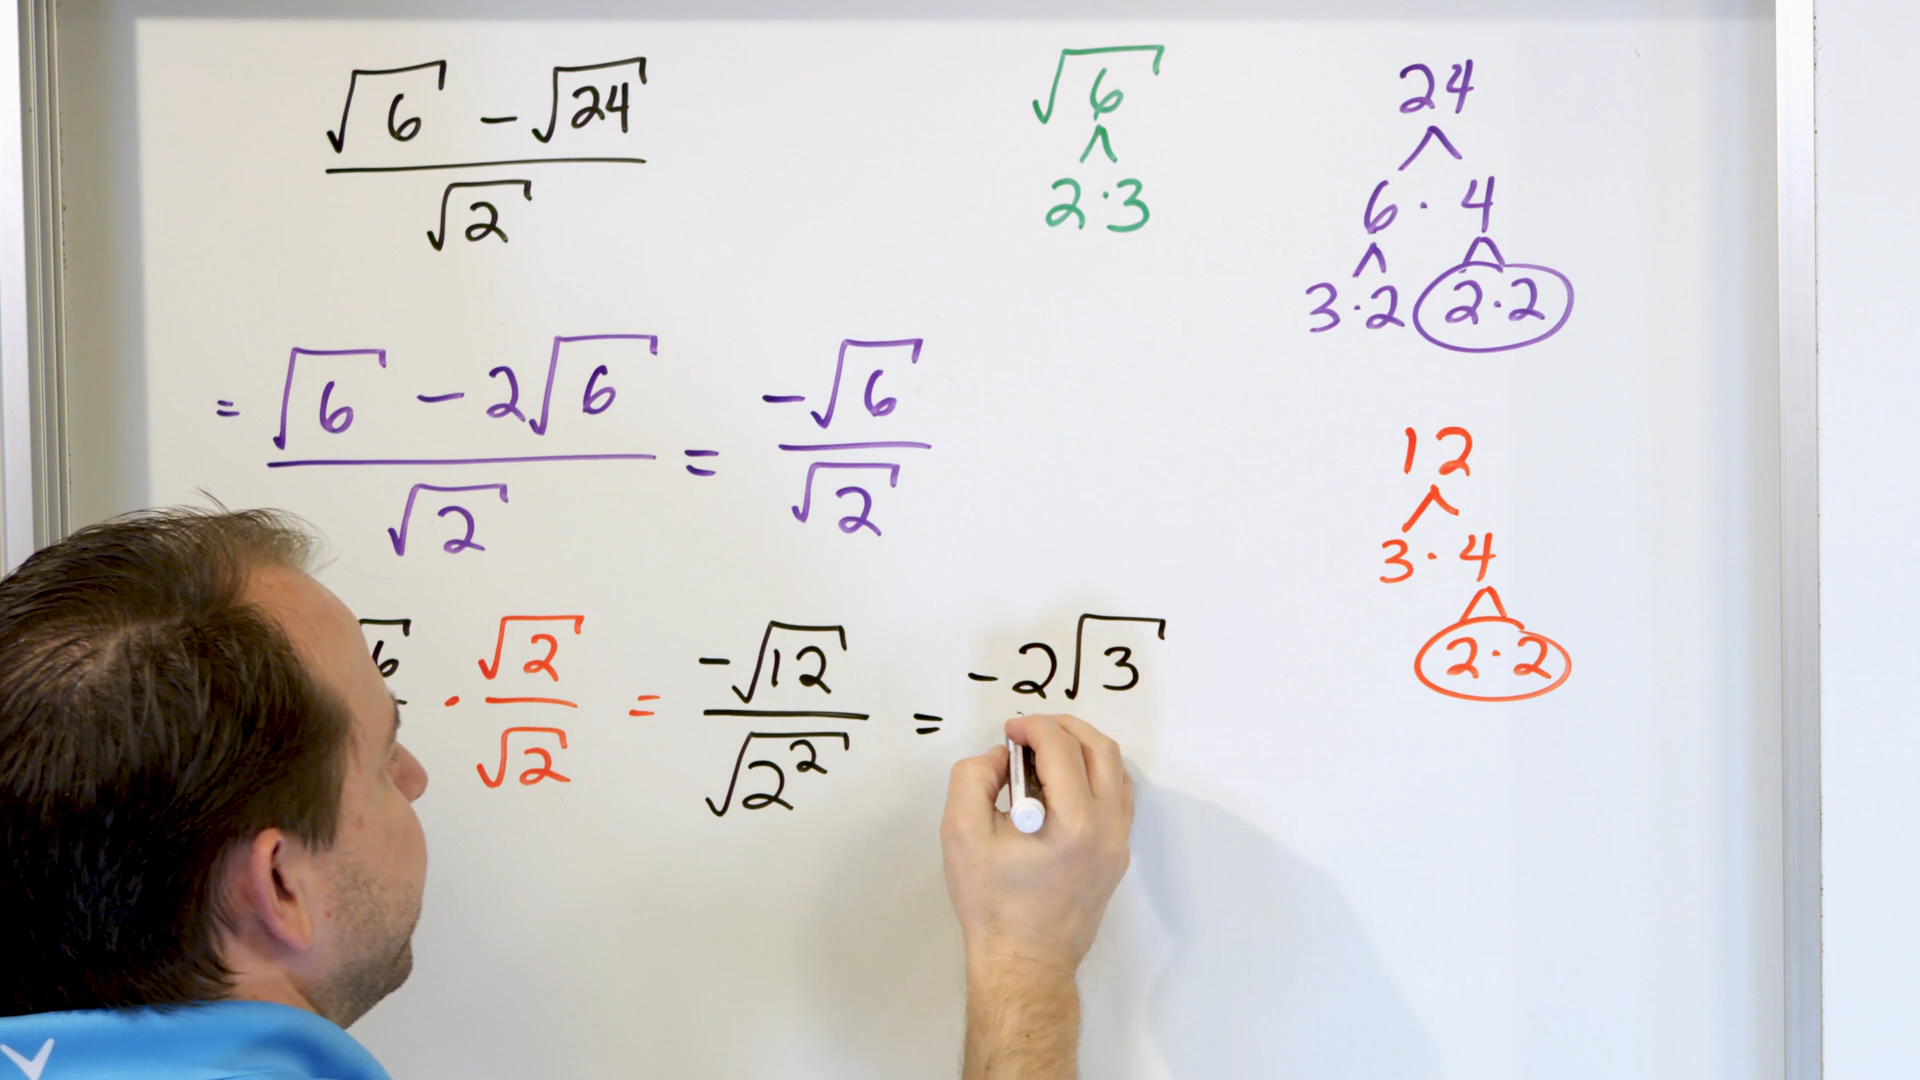 √6 − √24
√2
= √6 − 2√6 = −√6
√2 √2
6 · √2 = −√12 = −2√3
√2 √2²
√6
2·3
24
6 · 4
3·2 2·2
12
3 · 4
2·2